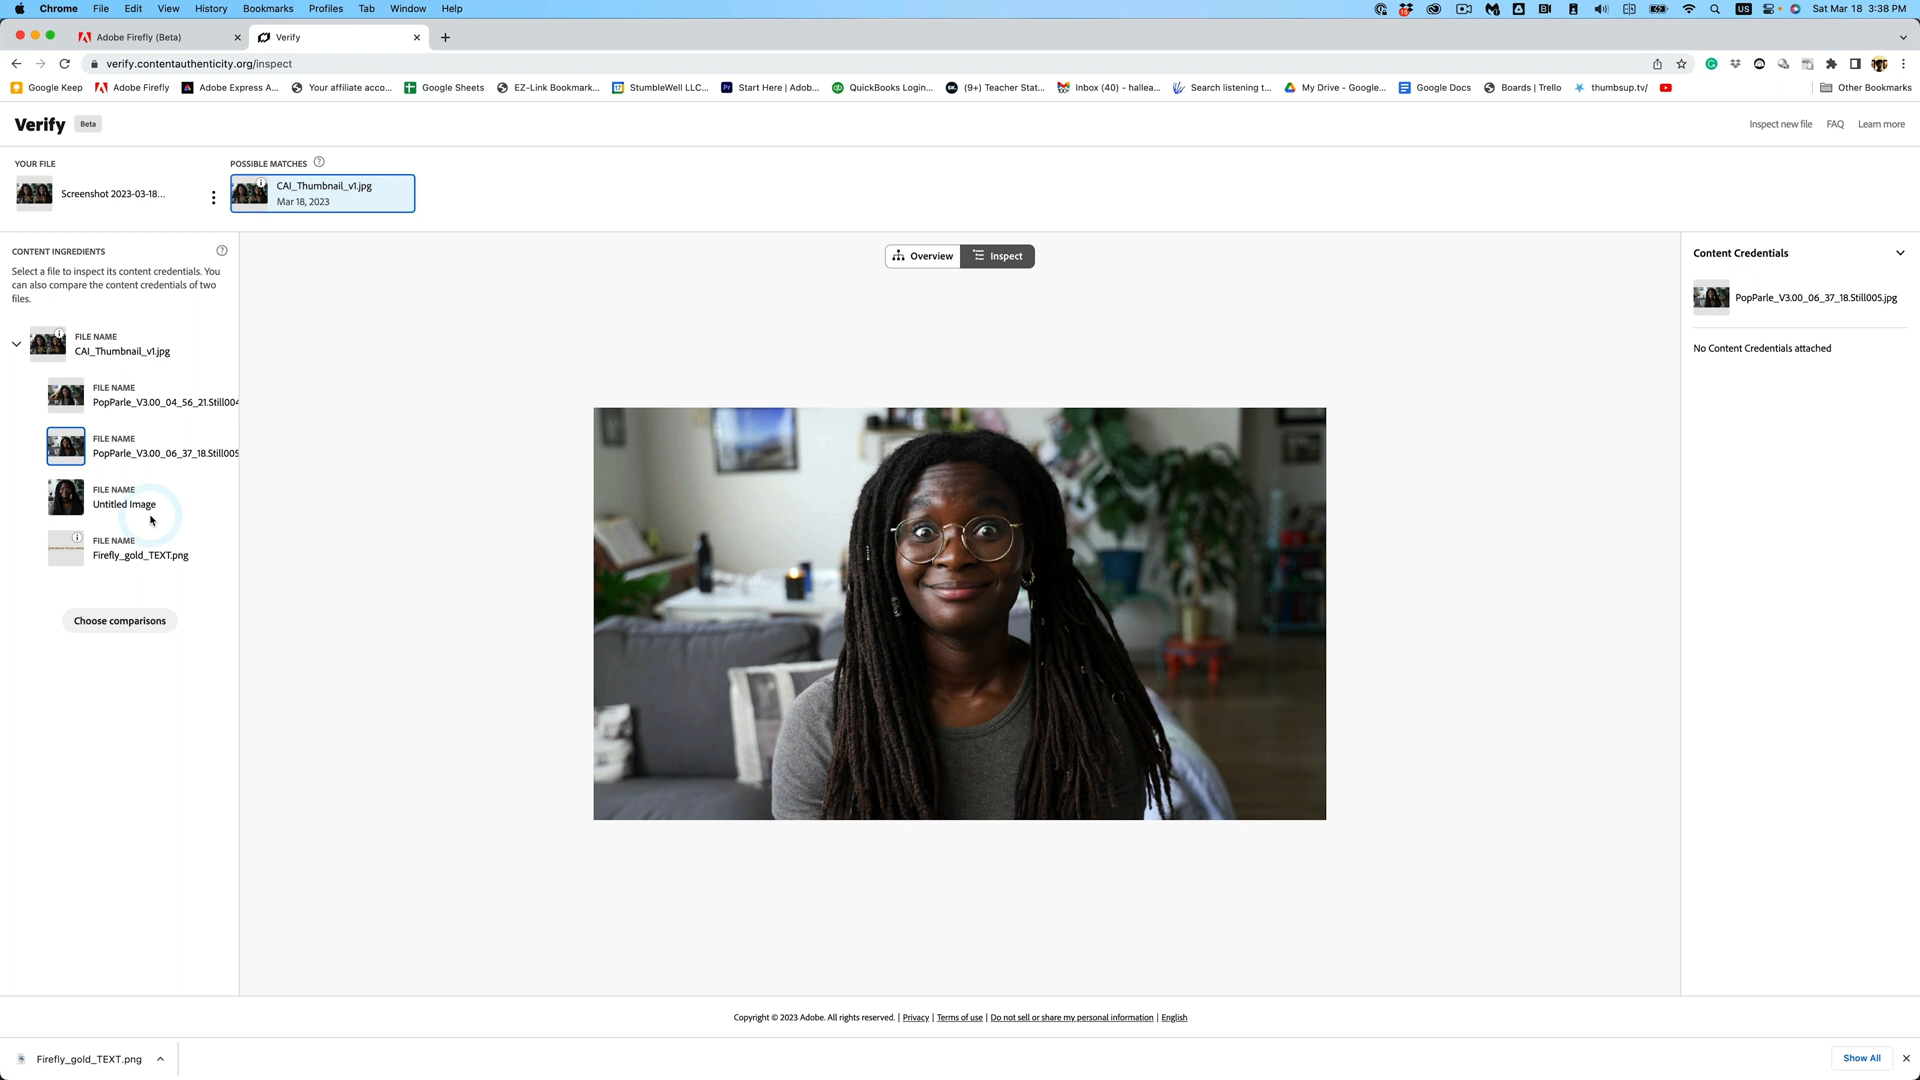 Chrome File Edit View History Bookmarks Profiles Tab Window Help
Sat Mar 18 3:38 PM
Adobe Firefly (Beta)
Verify
verify.contentauthenticity.org/inspect
Google Keep
Adobe Firefly
Adobe Express A...
Your affiliate acco...
Google Sheets
EZ-Link Bookmark...
StumbleWell LLC...
Start Here | Adob...
QuickBooks Login...
(9+) Teacher Stat...
Inbox (40) - hallea...
Search listening t...
My Drive - Google...
Google Docs
Boards | Trello
thumbsup.tv/
Other Bookmarks
Verify Beta
Inspect new file FAQ Learn more
YOUR FILE
Screenshot 2023-03-18...
POSSIBLE MATCHES
CAI_Thumbnail_v1.jpg
Mar 18, 2023
CONTENT INGREDIENTS
Select a file to inspect its content credentials. You
can also compare the content credentials of two
files.
FILE NAME
CAI_Thumbnail_v1.jpg
FILE NAME
PopParle_V3.00_04_56_21.Still004
FILE NAME
PopParle_V3.00_06_37_18.Still005
FILE NAME
Untitled Image
FILE NAME
Firefly_gold_TEXT.png
Choose comparisons
Overview
Inspect
Content Credentials
PopParle_V3.00_06_37_18.Still005.jpg
No Content Credentials attached
Copyright © 2023 Adobe. All rights reserved. | Privacy | Terms of use | Do not sell or share my personal information | English
Firefly_gold_TEXT.png
Show All